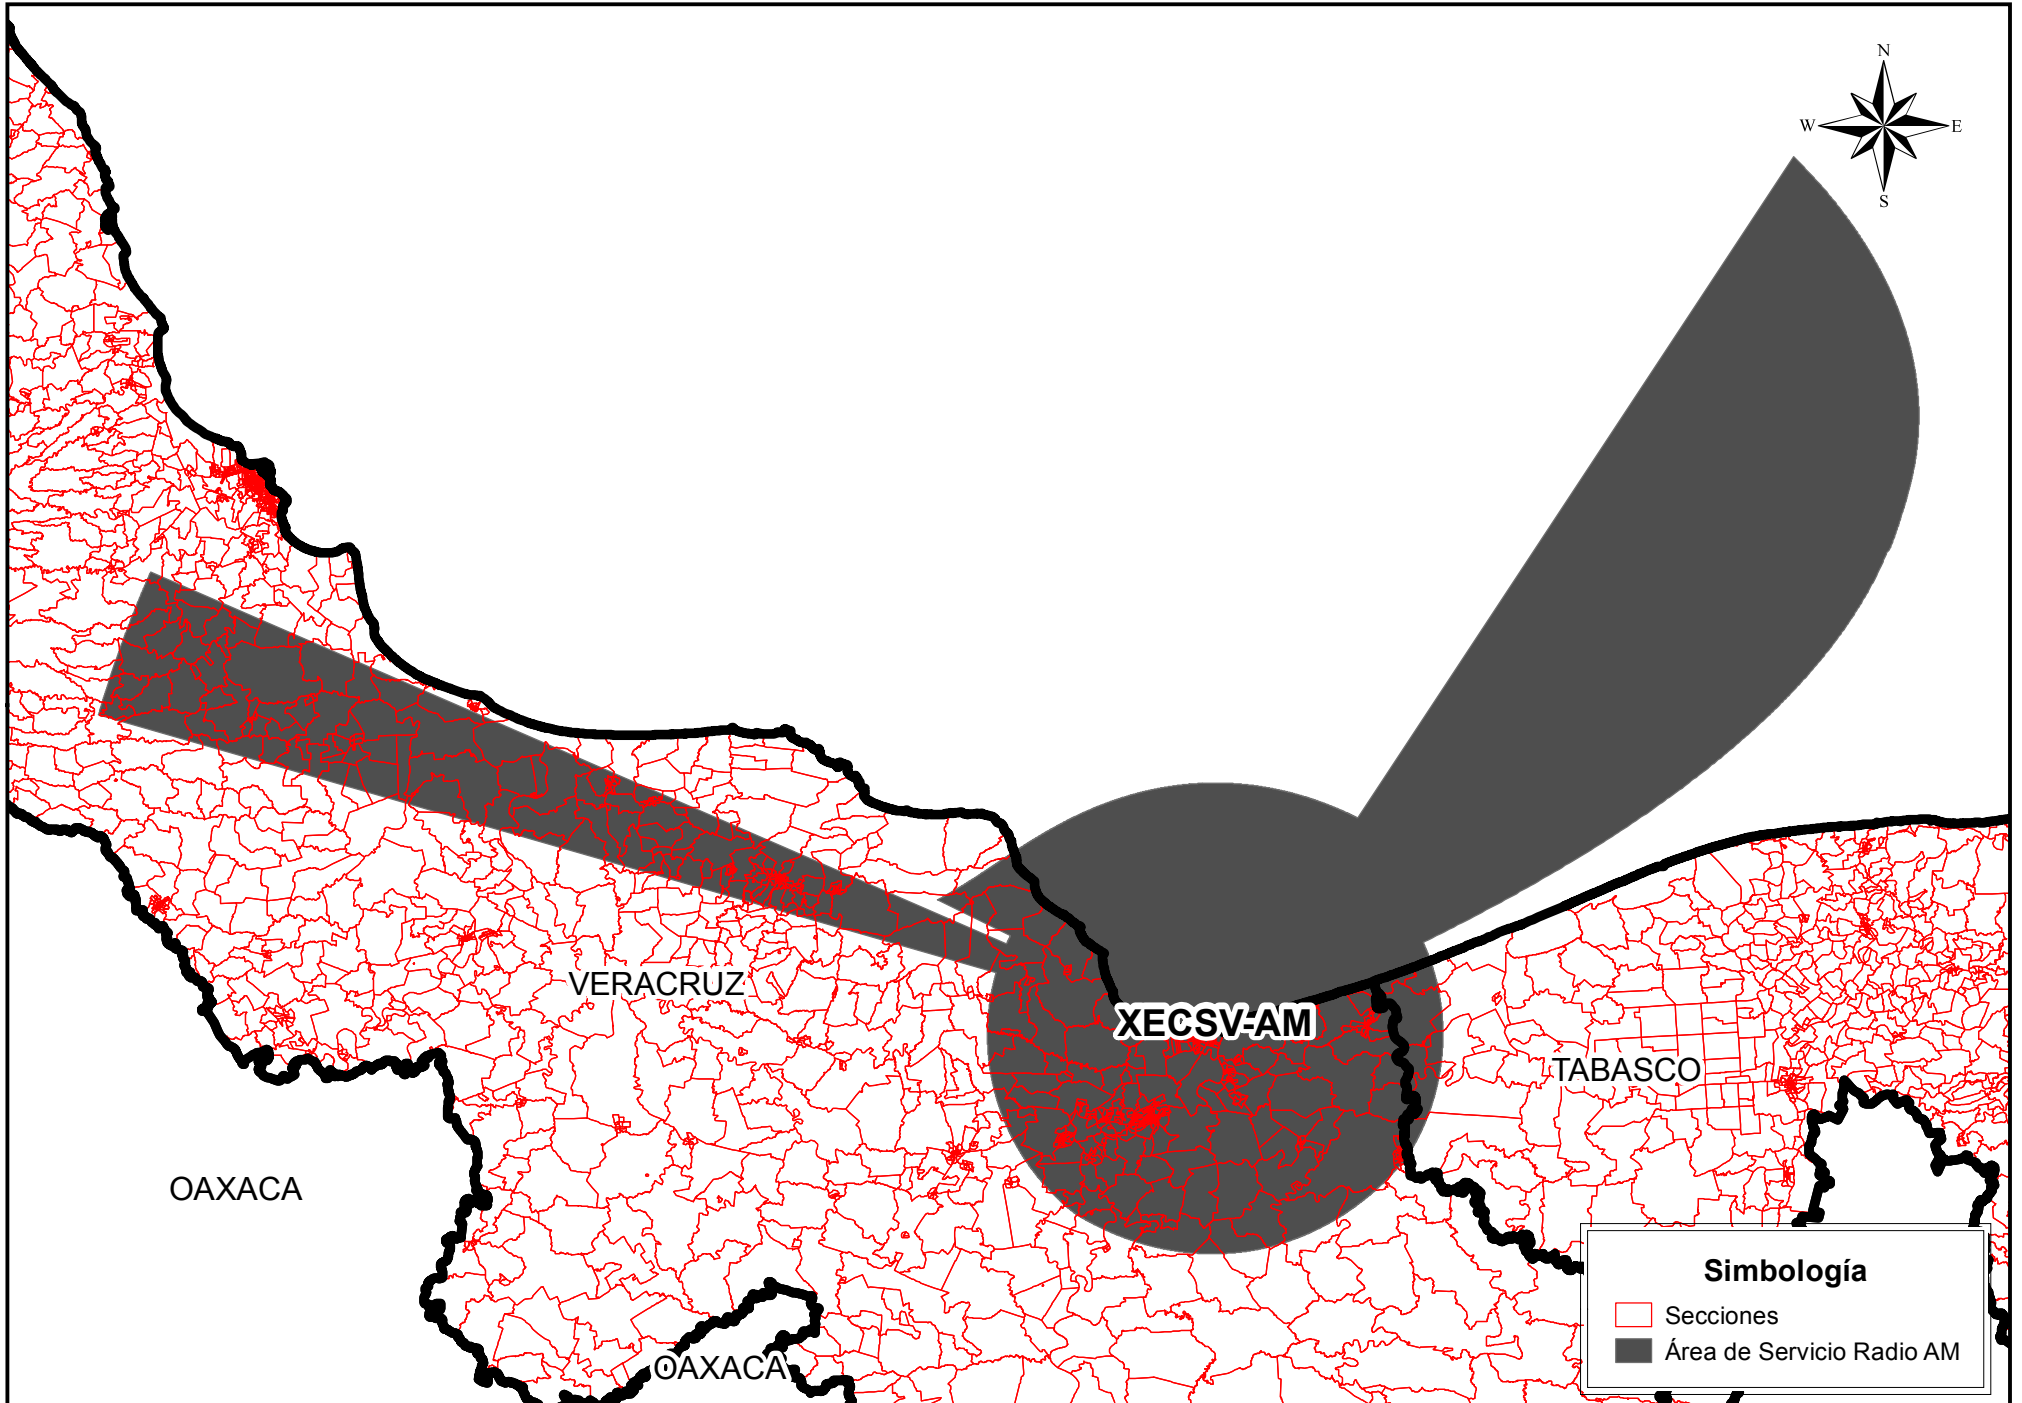 N
W E
S
VERACRUZ
XECSV-AM
TABASCO
OAXACA
OAXACA
Simbología
Secciones
Área de Servicio Radio AM